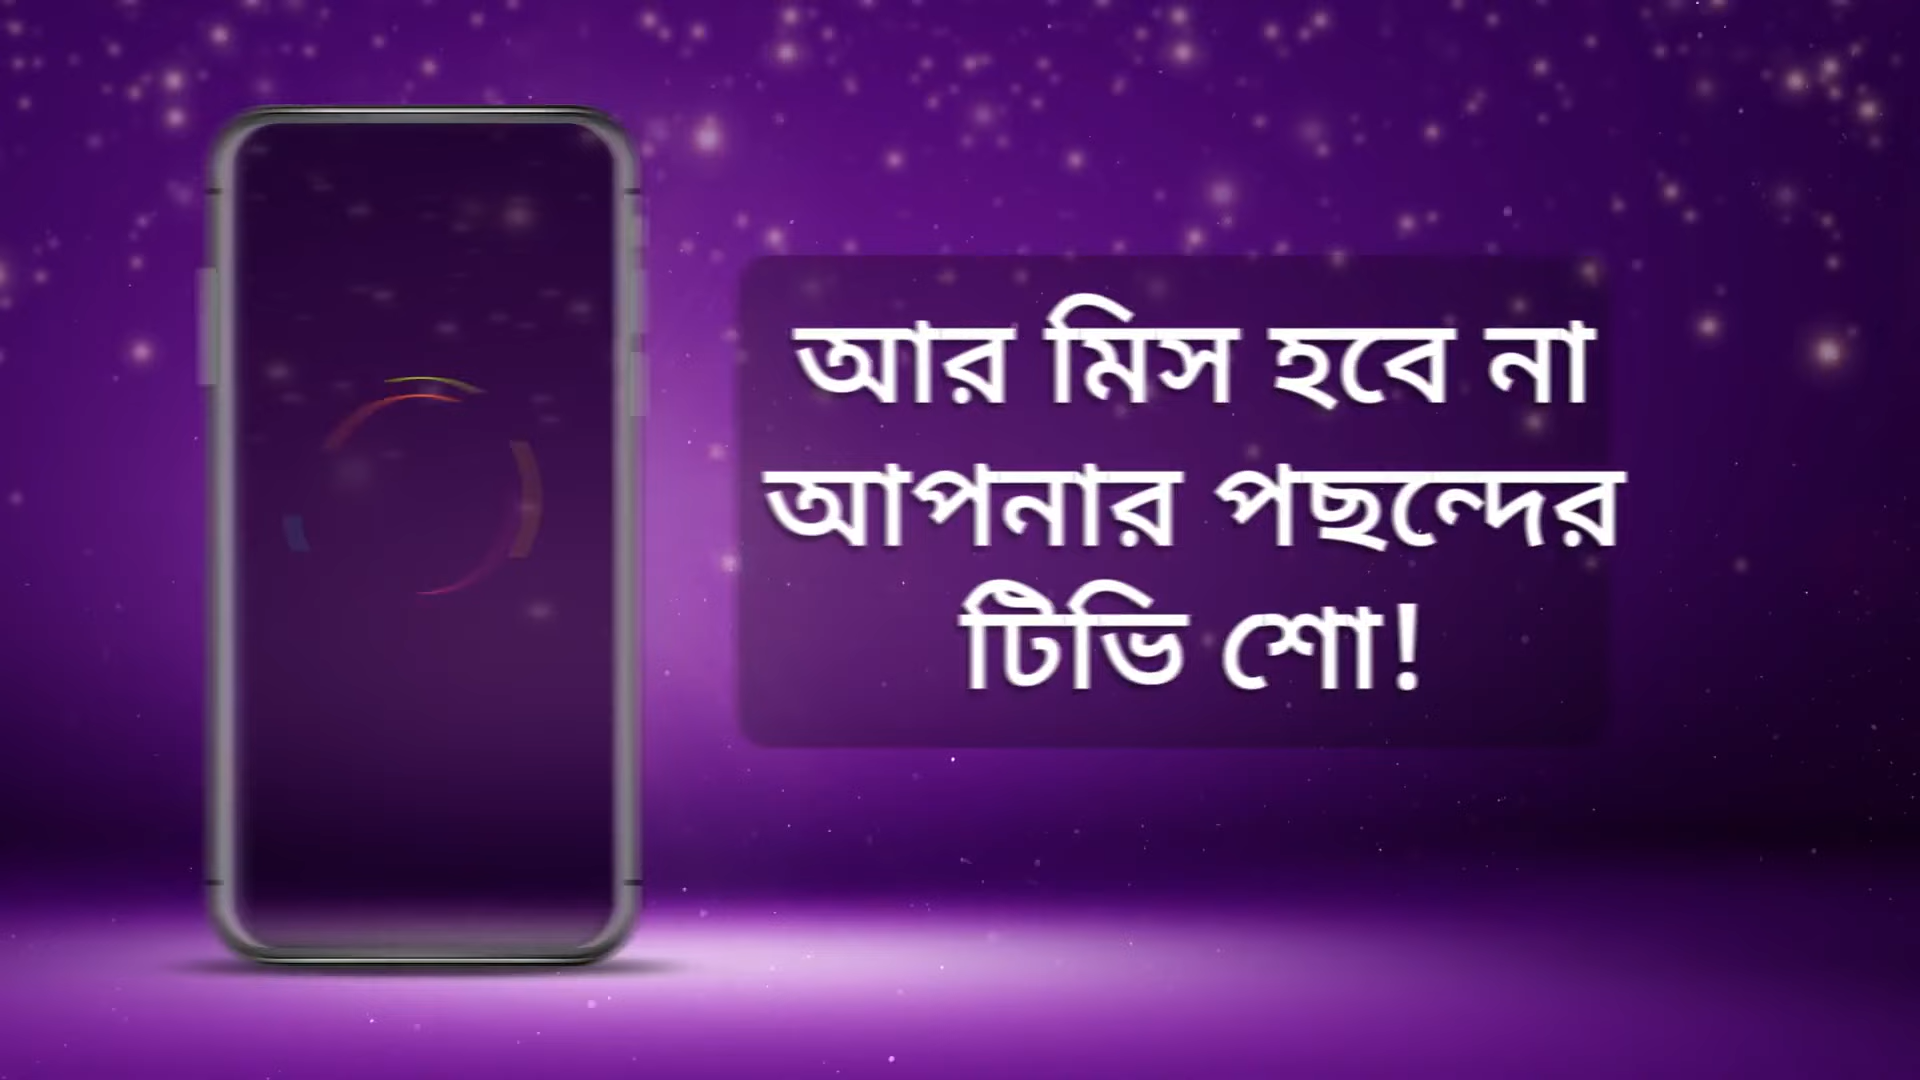 আর মিস হবে না
আপনার পছন্দের
টিভি শো!